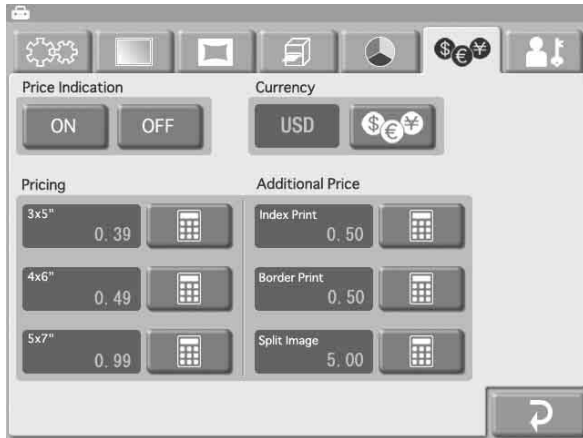 Price Indication
Currency
ON
OFF
USD
Pricing
Additional Price
3x5"
0.39
Index Print
0.50
4x6"
0.49
Border Print
0.50
5x7"
0.99
Split Image
5.00